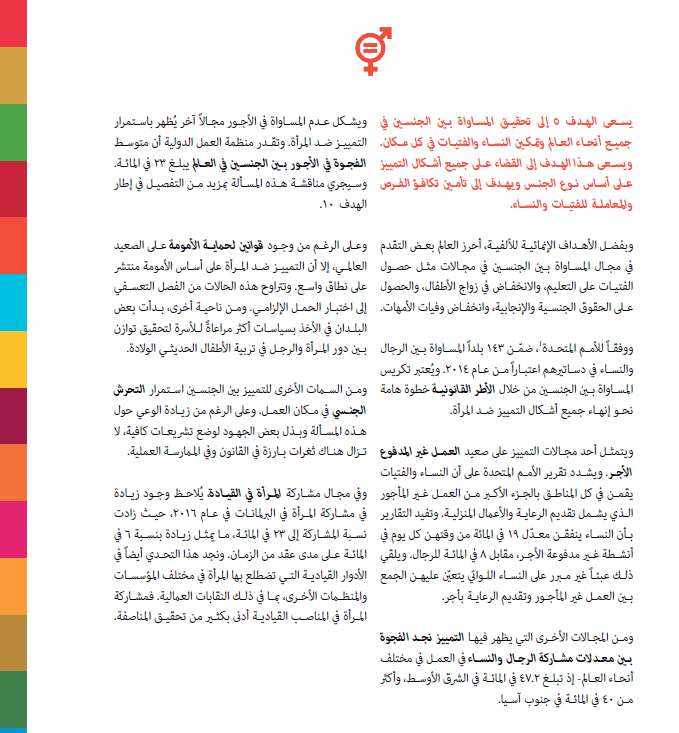 يسعى الهدف ٥ إلى تحقيق المساواة بين الجنسين في
جميع أنحاء العالم وتمكين النساء والفتيات في كل مكان.
ويسعى هذا الهدف إلى القضاء على جميع أشكال التمييز
على أساس نوع الجنس ويهدف إلى تأمين تكافؤ الفرص
والمعاملة للفتيات والنساء.
وبفضل الأهداف الإنمائية للألفية، أحرز العالم بعض التقدم
في مجال المساواة بين الجنسين في مجالات مثل حصول
الفتيات على التعليم، والانخفاض في زواج الأطفال، والحصول
على الحقوق الجنسية والإنجابية، وانخفاض وفيات الأمهات.
ووفقاً للأمم المتحدة١، ضمّن ١٤٣ بلداً المساواة بين الرجال
والنساء في دساتيرهم اعتباراً من عام ٢٠١٤. ويُعتبر تكريس
المساواة بين الجنسين من خلال الأطر القانونية خطوة هامة
نحو إنهاء جميع أشكال التمييز ضد المرأة.
ويتمثل أحد مجالات التمييز على صعيد العمل غير المدفوع
الأجر. ويشدد تقرير الأمم المتحدة على أن النساء والفتيات
يقمن في كل المناطق بالجزء الأكبر من العمل غير المأجور
الذي يشمل تقديم الرعاية والأعمال المنزلية. وتفيد التقارير
بأن النساء ينفقن معدّل ١٩ في المائة من وقتهن كل يوم في
أنشطة غير مدفوعة الأجر، مقابل ٨ في المائة للرجال. ويلقي
ذلك عبئاً غير مبرر على النساء اللواتي يتعيّن عليهن الجمع
بين العمل غير المأجور وتقديم الرعاية بأجر.
ومن المجالات الأخرى التي يظهر فيها التمييز نجد الفجوة
بين معدلات مشاركة الرجال والنساء في العمل في مختلف
أنحاء العالم- إذ تبلغ ٤٧.٢ في المائة في الشرق الأوسط، وأكثر
من ٤٠ في المائة في جنوب آسيا.
ويشكل عدم المساواة في الأجور مجالاً آخر يُظهر باستمرار
التمييز ضد المرأة. وتقدر منظمة العمل الدولية أن متوسط
الفجوة في الأجور بين الجنسين في العالم يبلغ ٢٣ في المائة.
وسيجري مناقشة هذه المسألة بمزيد من التفصيل في إطار
الهدف ١٠.
وعلى الرغم من وجود قوانين لحماية الأمومة على الصعيد
العالمي، إلا أن التمييز ضد المرأة على أساس الأمومة منتشر
على نطاق واسع. وتتراوح هذه الحالات من الفصل التعسفي
إلى اختبار الحمل الإلزامي. ومن ناحية أخرى، بدأت بعض
البلدان في الأخذ بسياسات أكثر مراعاةً للأسرة لتحقيق توازن
بين دور المرأة والرجل في تربية الأطفال الحديثي الولادة.
ومن السمات الأخرى للتمييز بين الجنسين استمرار التحرش
الجنسي في مكان العمل. وعلى الرغم من زيادة الوعي حول
هذه المسألة وبذل بعض الجهود لوضع تشريعات كافية، لا
تزال هناك ثغرات بارزة في القانون وفي الممارسة العملية.
وفي مجال مشاركة المرأة في القيادة، يُلاحظ وجود زيادة
في مشاركة المرأة في البرلمانات في عام ٢٠١٦، حيث زادت
نسبة المشاركة إلى ٢٣ في المائة، ما يمثل زيادة بنسبة ٦ في
المائة على مدى عقد من الزمان. ونجد هذا التحدي أيضاً في
الأدوار القيادية التي تضطلع بها المرأة في مختلف المؤسسات
والمنظمات الأخرى، بما في ذلك النقابات العمالية. فمشاركة
المرأة في المناصب القيادية أدنى بكثير من تحقيق المناصفة.